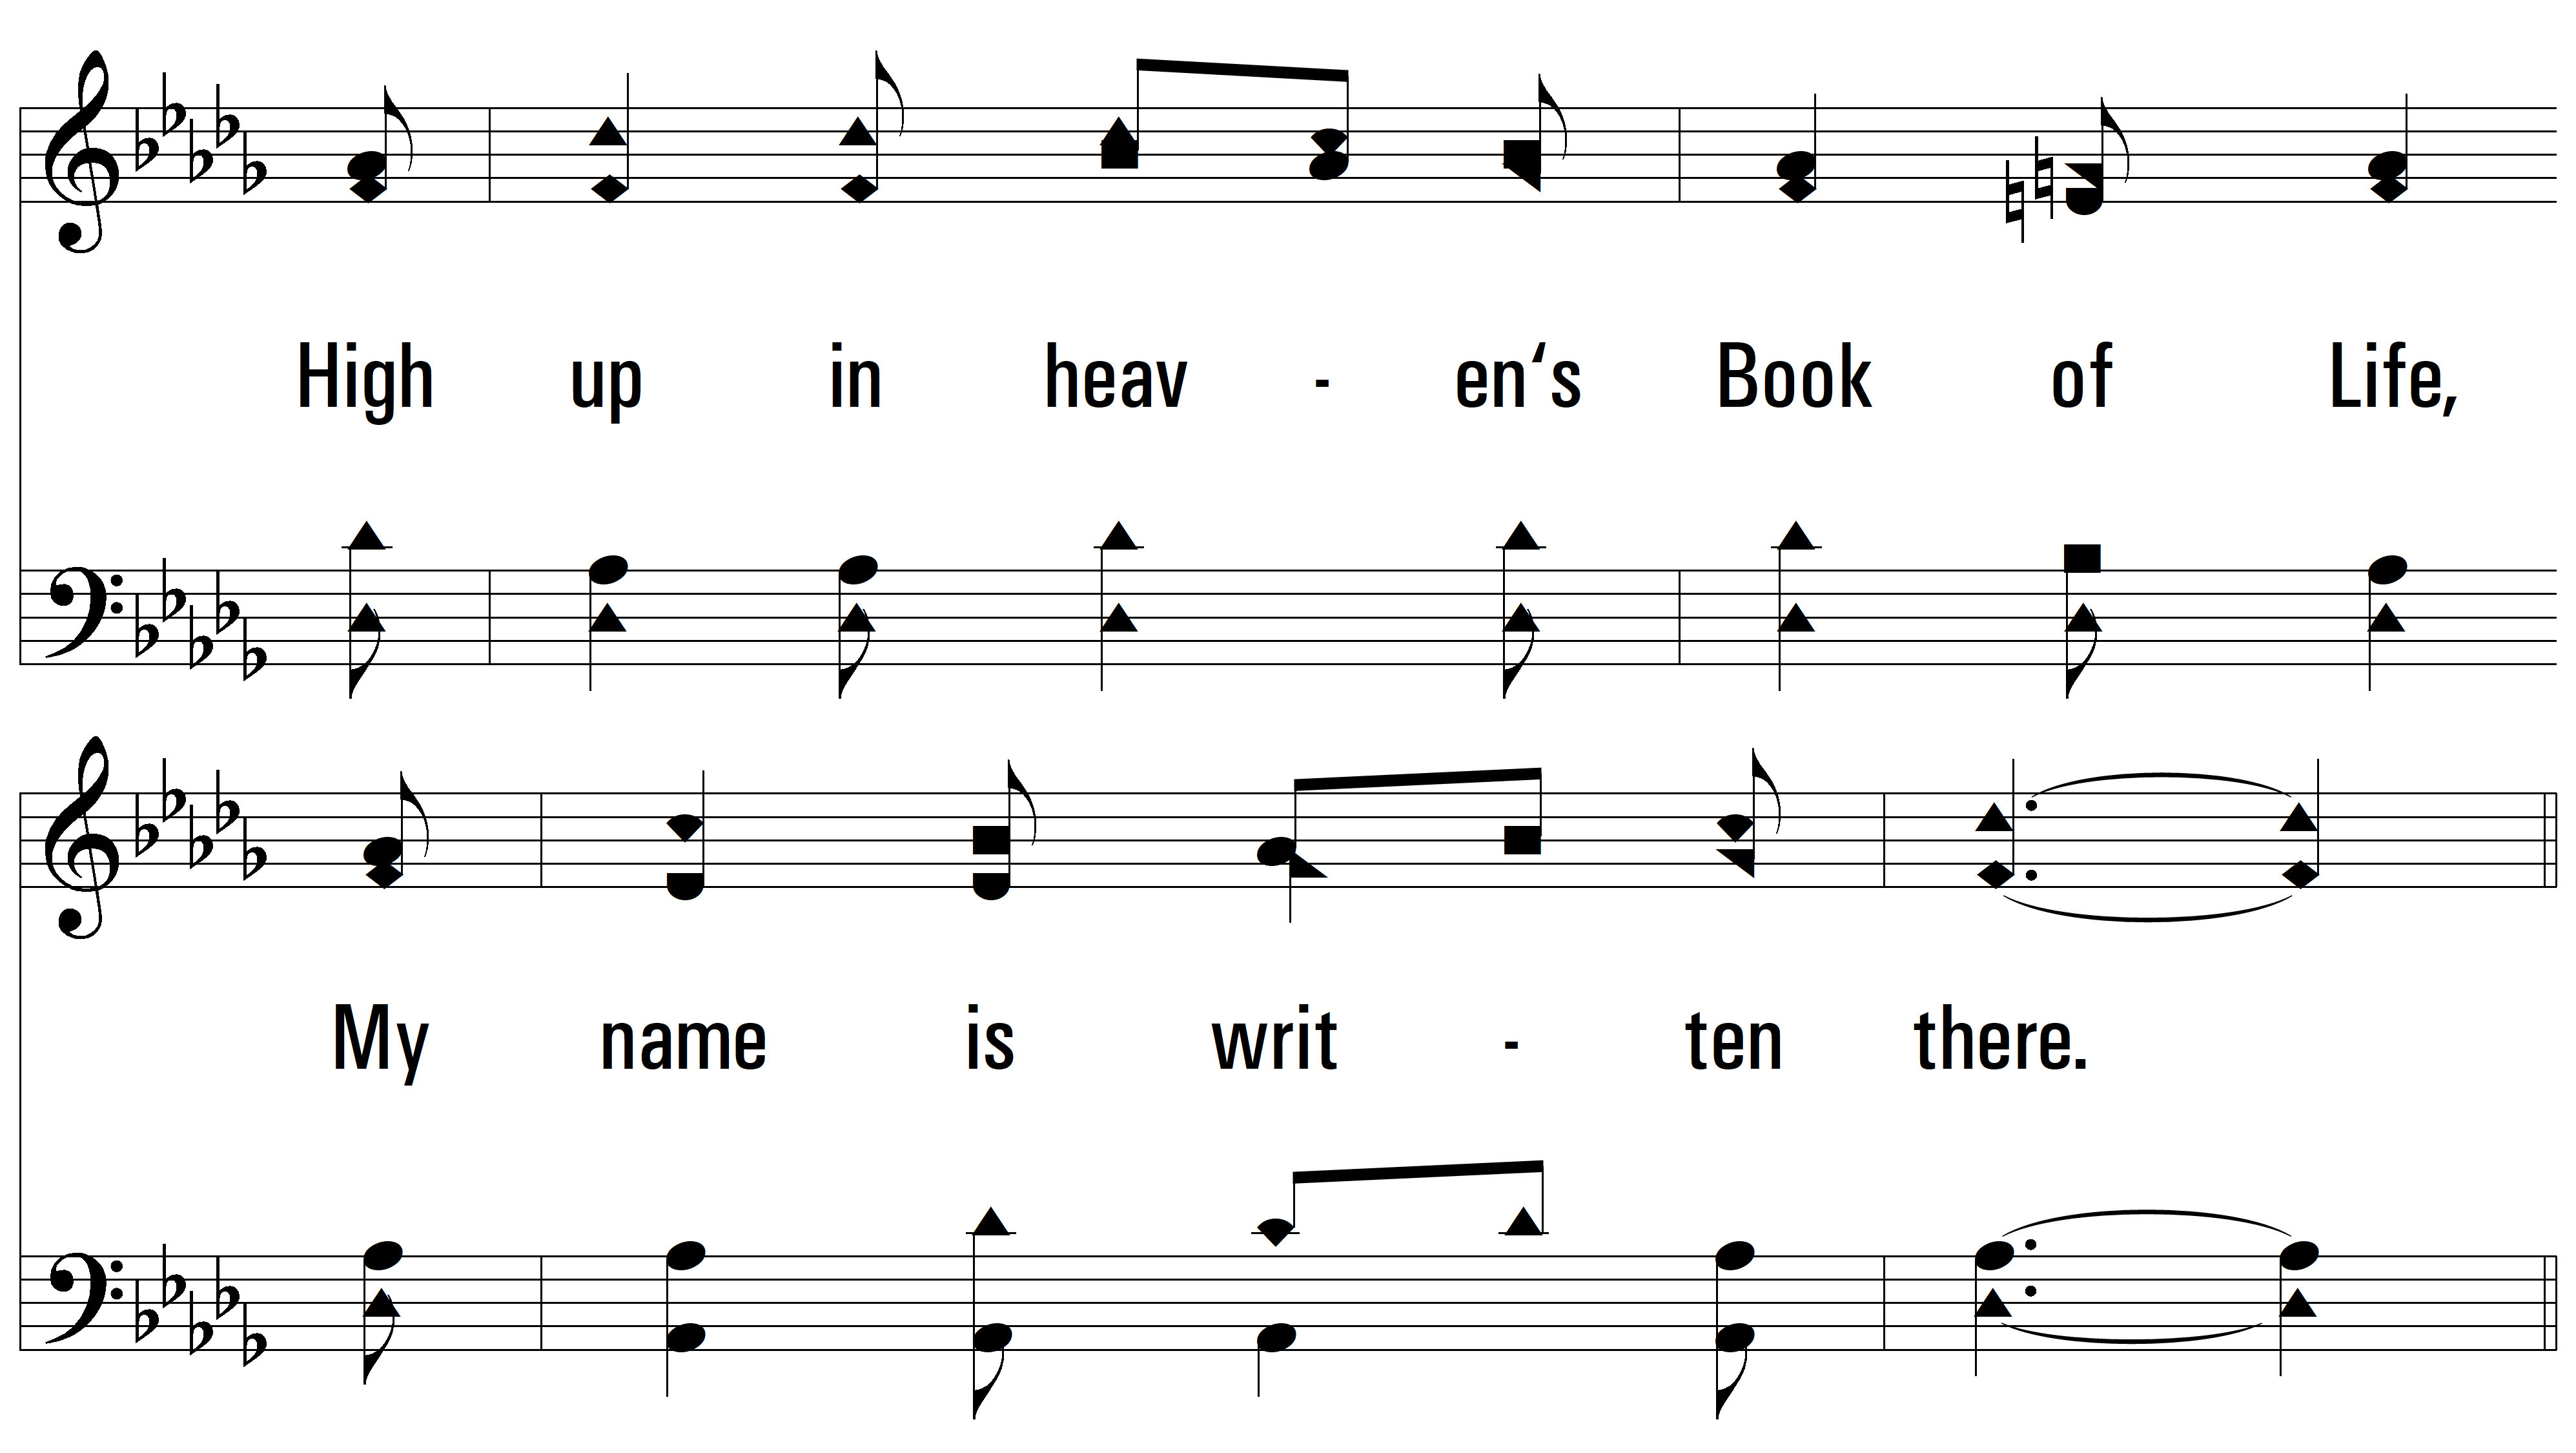 High up in heav - en‘s Book of Life,
My name is writ - ten there.